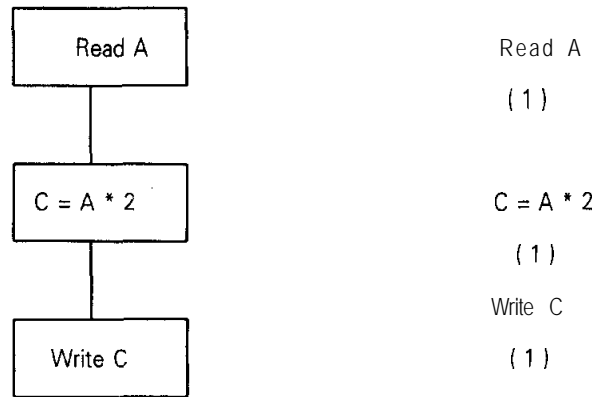 Read A
C = A * 2
Write C
Read A
(1)
C = A * 2
(1)
Write C
(1)